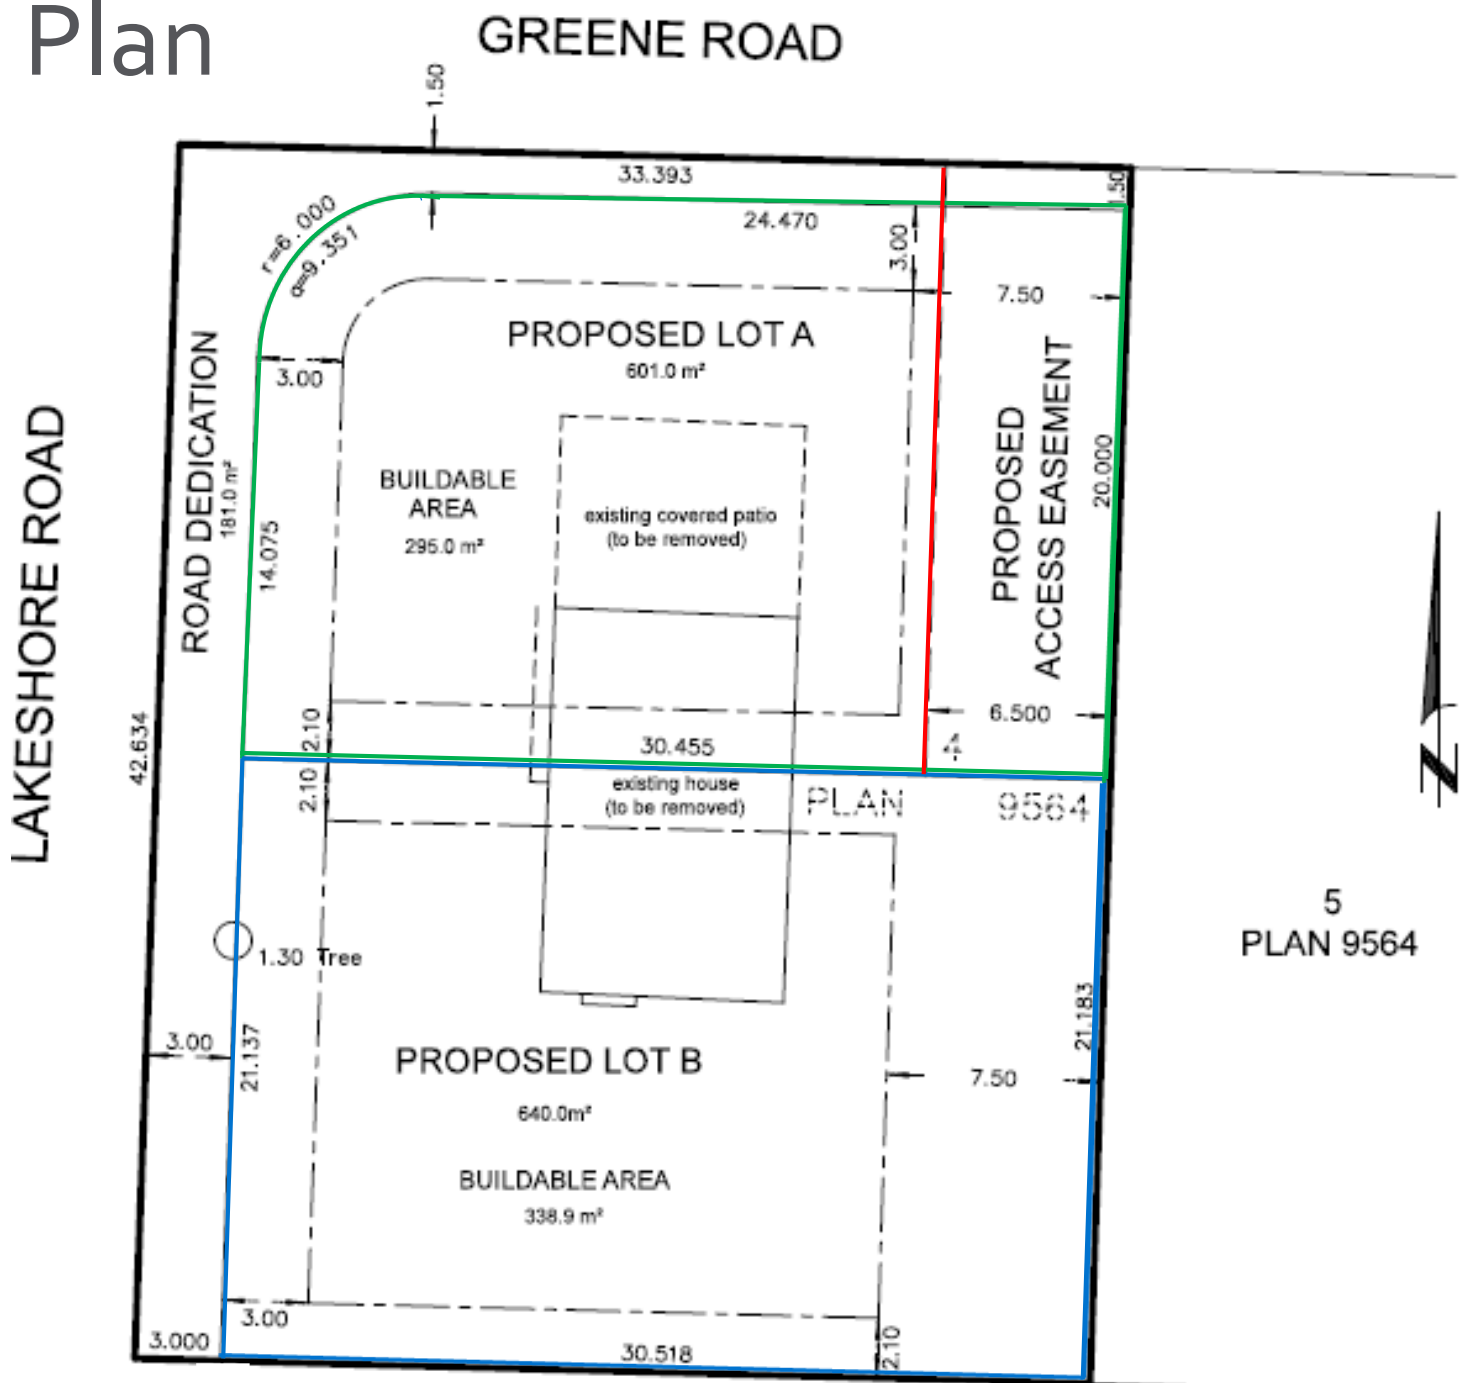 Plan
GREENE ROAD
1.50
33.393
1.50
r=6.000
a=9.351
24.470
3.00
7.50
PROPOSED LOT A
601.0 m²
3.00
LAKESHORE ROAD
ROAD DEDICATION
181.0 m²
14.075
BUILDABLE
AREA
295.0 m²
existing covered patio
(to be removed)
PROPOSED
ACCESS EASEMENT
20.000
6.500
42.634
2.10
30.455
4
2.10
existing house
(to be removed)
PLAN 9564
5
PLAN 9564
1.30 Tree
3.00
21.137
21.183
PROPOSED LOT B
640.0m²
7.50
BUILDABLE AREA
338.9 m²
3.00
3.000
30.518
2.10
N